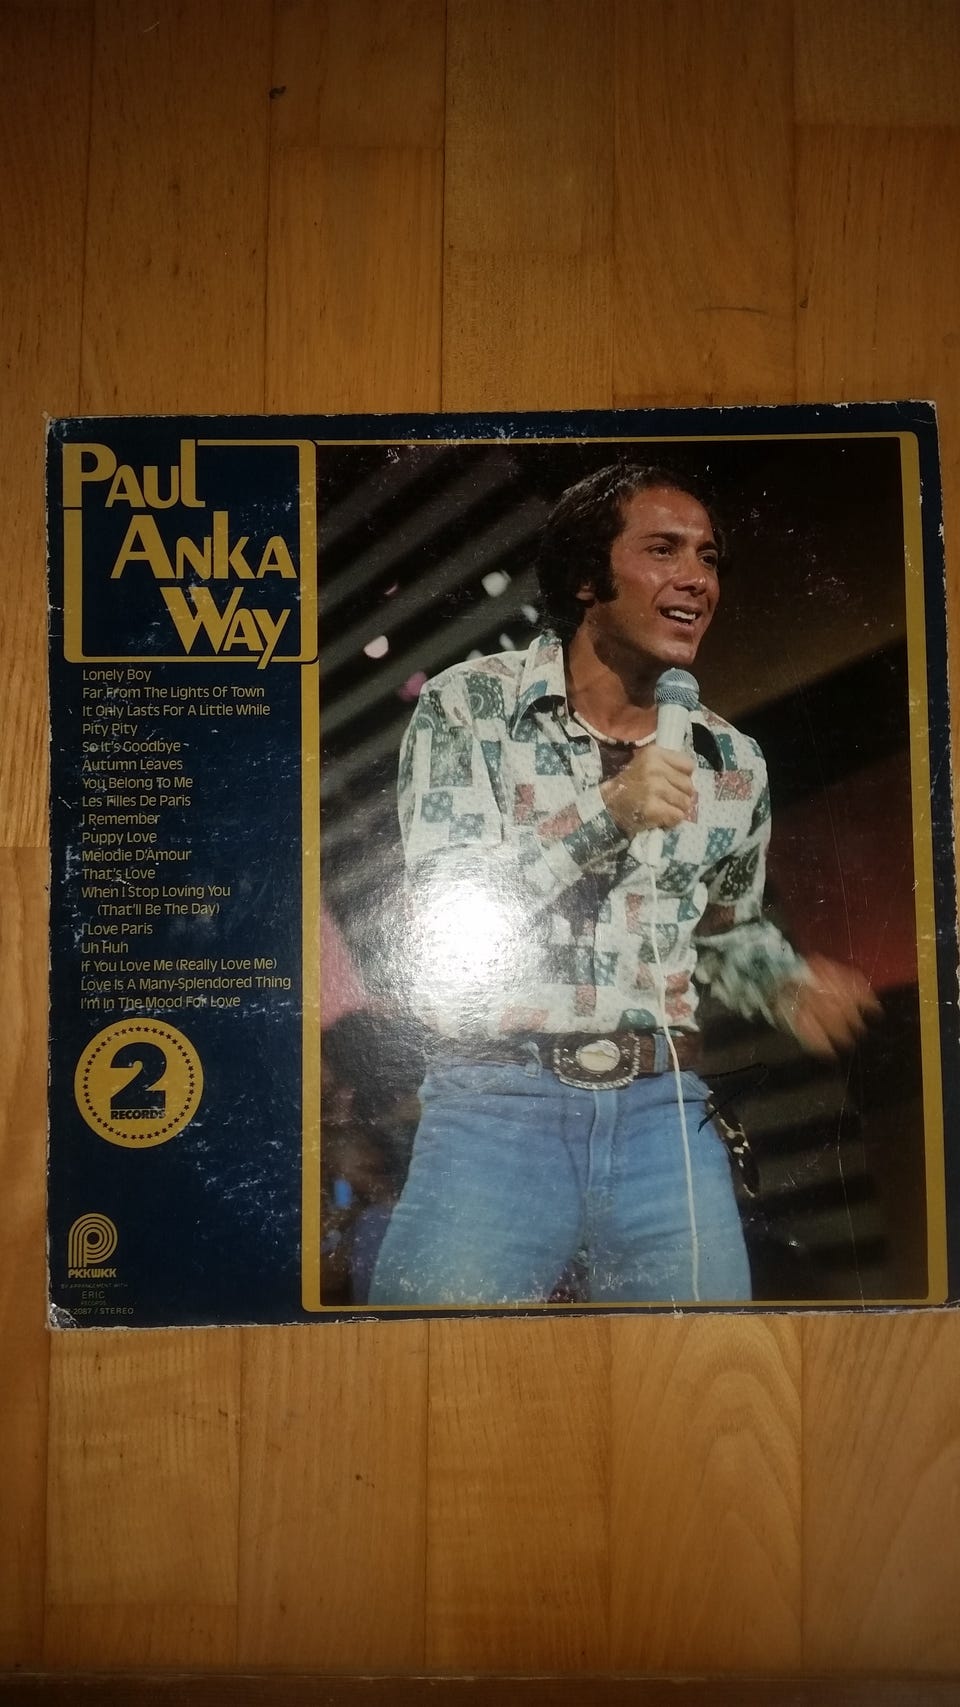 PAUL
ANKA
WAY
Lonely Boy
Far From The Lights Of Town
It Only Lasts For A Little While
Pity Pity
So It's Goodbye
Autumn Leaves
You Belong To Me
Les Filles De Paris
I Remember
Puppy Love
Melodie D'Amour
That's Love
When I Stop Loving You
(That'll Be The Day)
I Love Paris
Uh Huh
If You Love Me (Really Love Me)
Love Is A Many-Splendored Thing
I'm In The Mood For Love
2
RECORDS
PICKWICK
BY ARRANGEMENT WITH
ERIC
RECORDS
-2087 / STEREO